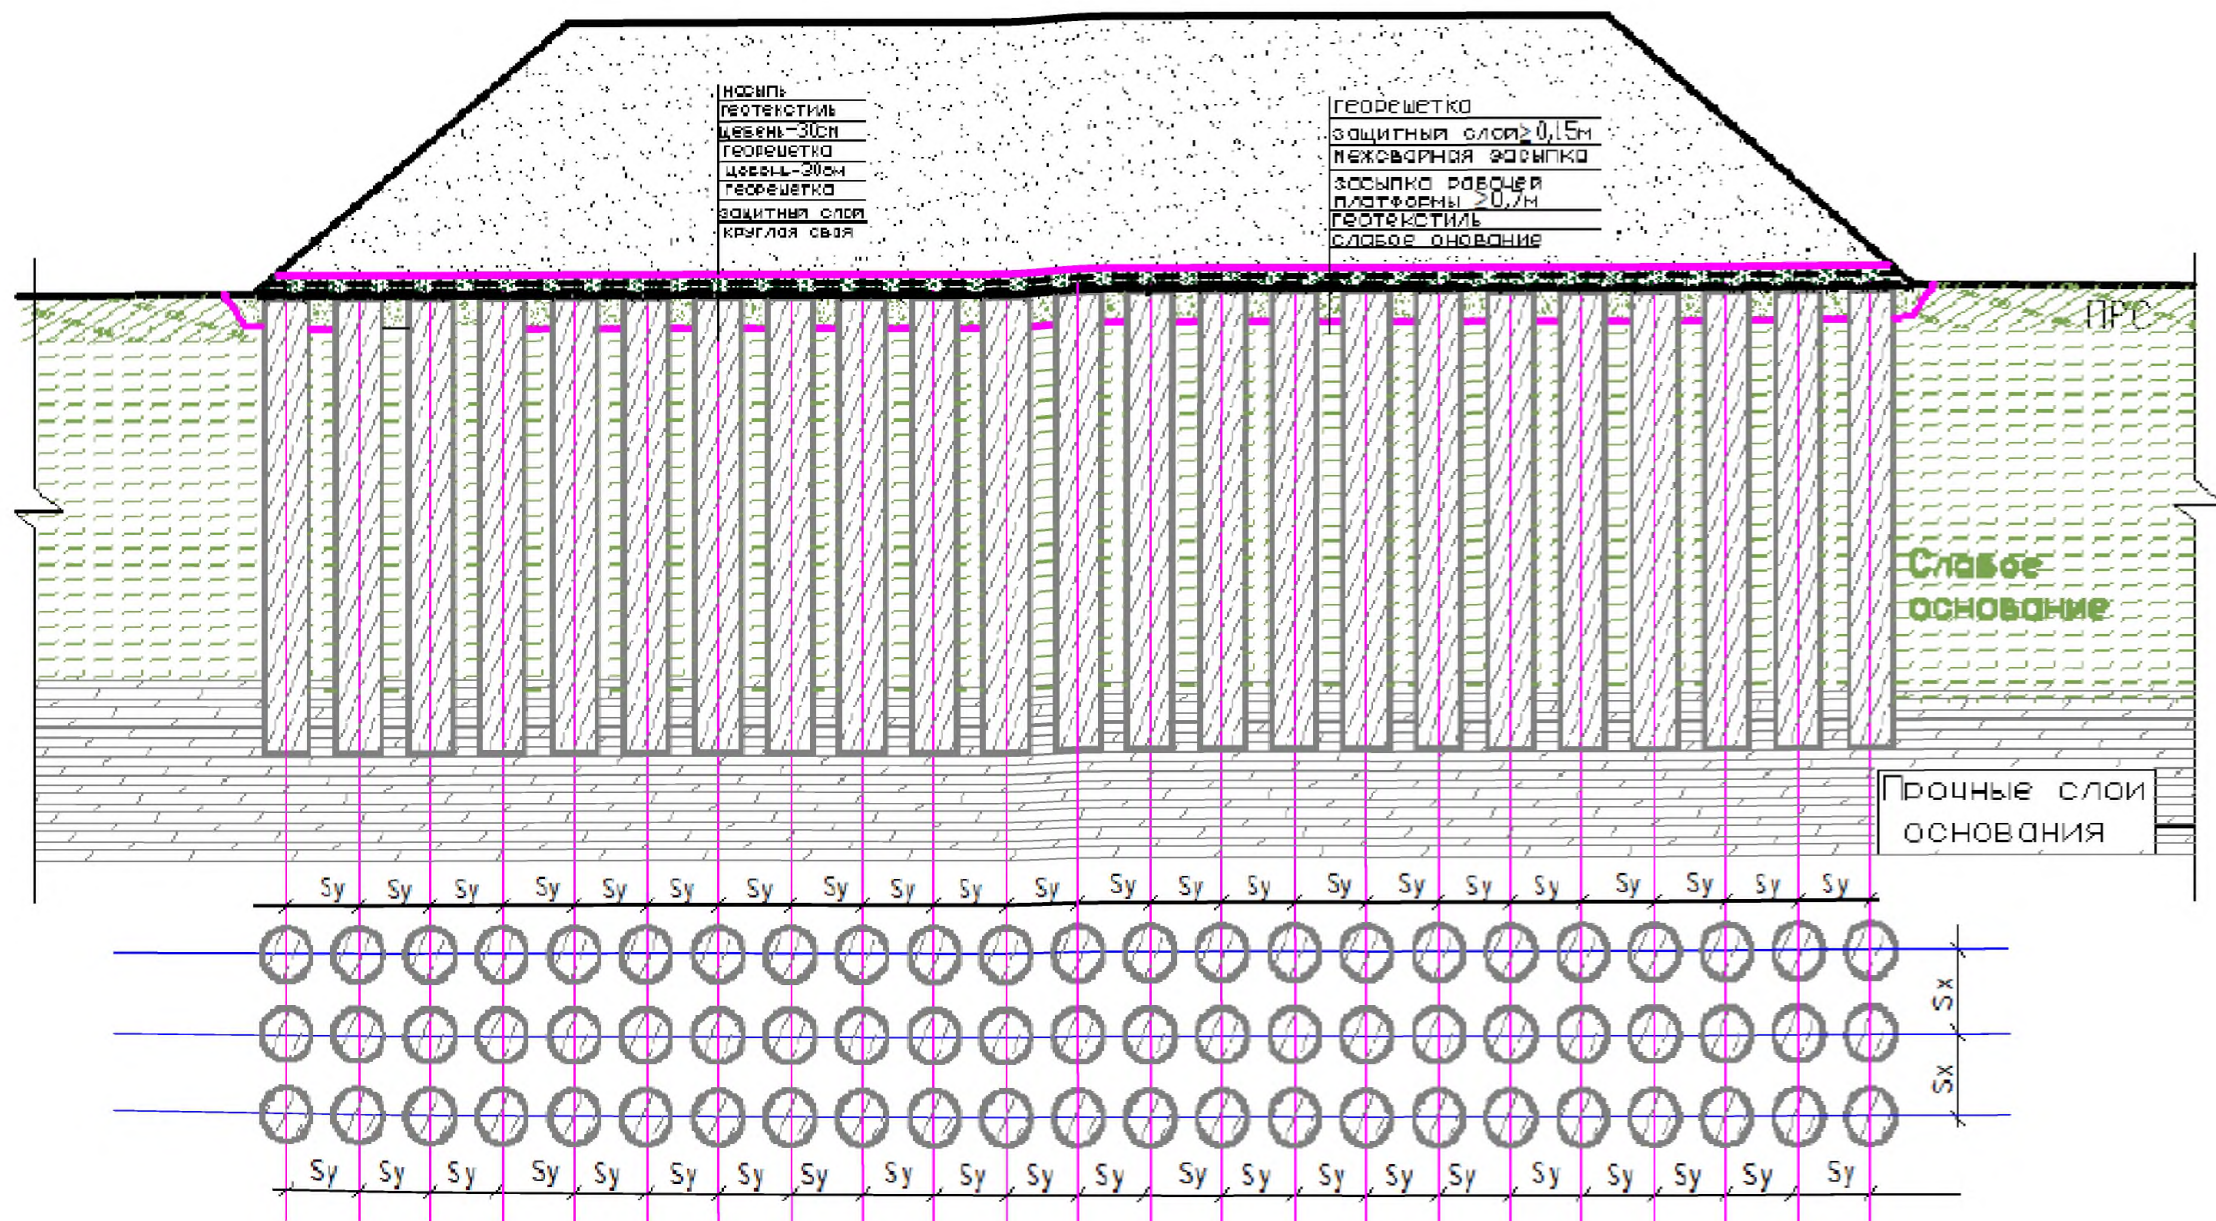 насыпь
геотекстиль
щебень-30см
георешетка
щебень-30см
георешетка
защитный слой
круглая свая
георешетка
защитный слой≥0,15м
межсвайная засыпка
засыпка рабочей
платформы ≥0,7м
геотекстиль
слабое онование
ПРС
Слабое
основание
Прочные слои
основания
Sy Sy Sy Sy Sy Sy Sy Sy Sy Sy Sy Sy Sy Sy Sy Sy Sy Sy Sy Sy Sy Sy
Sx
Sx
Sy Sy Sy Sy Sy Sy Sy Sy Sy Sy Sy Sy Sy Sy Sy Sy Sy Sy Sy Sy Sy Sy